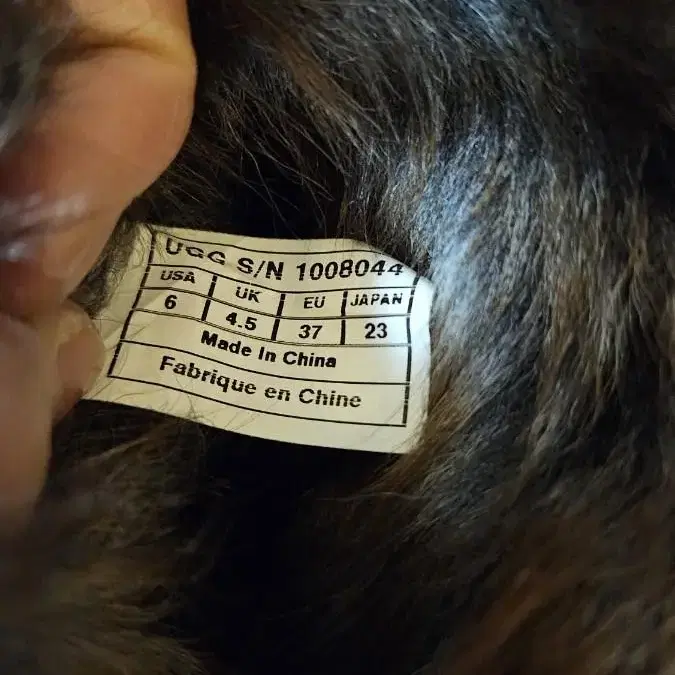 UGG S/N 1008044
USA UK EU JAPAN
6 4.5 37 23
Made In China
Fabrique en Chine